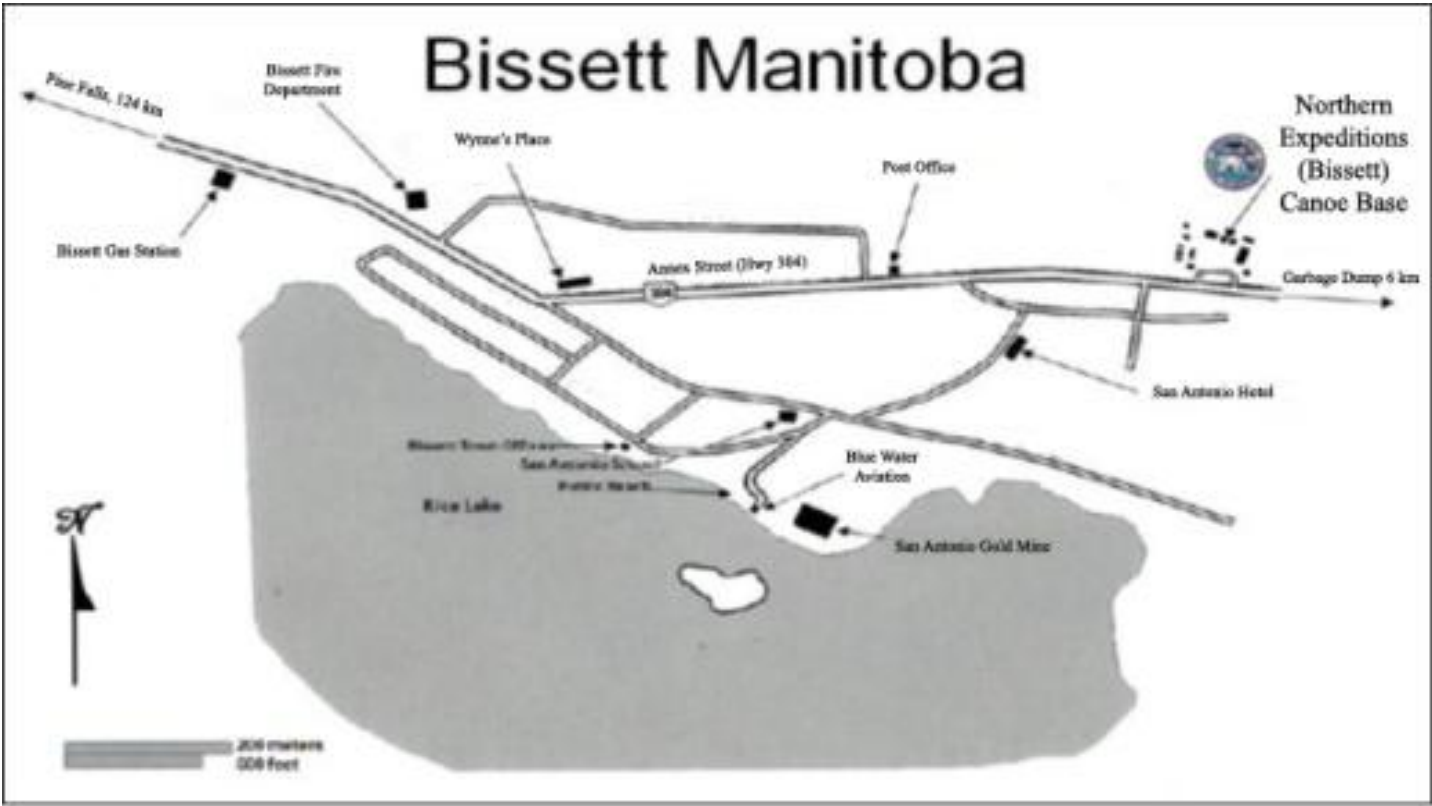 Bissett Manitoba
Pine Falls, 124 km
Bissett Fire
Department
Wynne's Place
Post Office
Northern
Expeditions
(Bissett)
Canoe Base
Bissett Gas Station
Annex Street (Hwy 304)
304
Garbage Dump 6 km
San Antonio Hotel
Bissett
San Antonio School
Public Beach
Blue Water
Aviation
Rice Lake
San Antonio Gold Mine
N
200 meters
feet